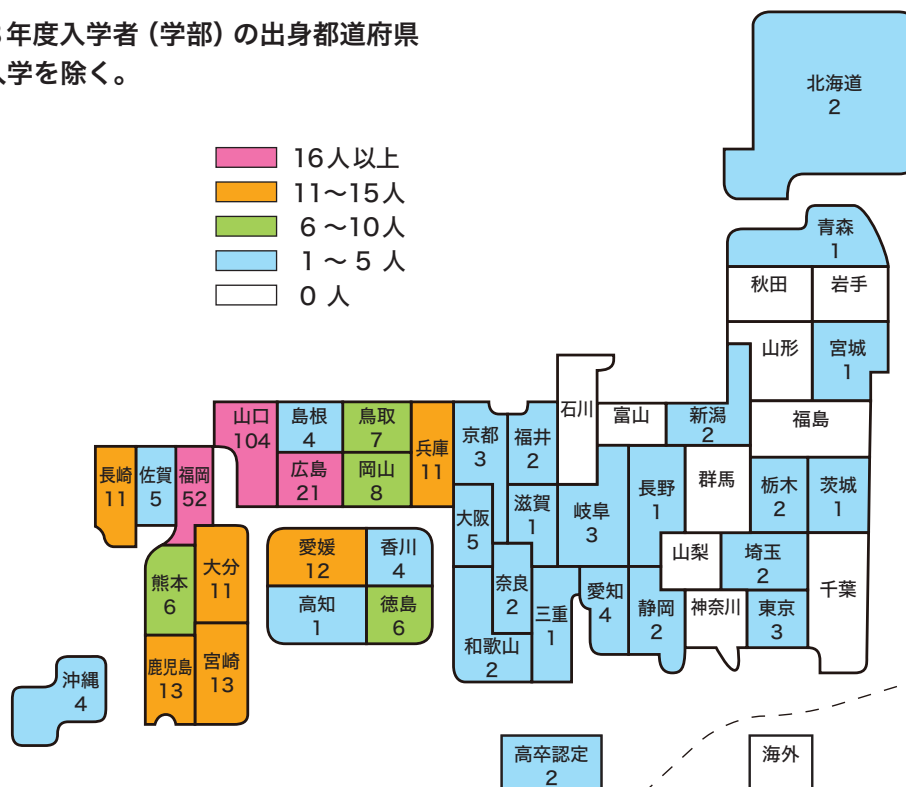 年度入学者（学部）の出身都道府県
入学を除く。
16人以上
11～15人
6～10人
1～5人
0人
北海道
2
青森
1
秋田
岩手
山形
宮城
1
福島
石川
富山
新潟
2
群馬
栃木
2
茨城
1
山梨
埼玉
2
千葉
神奈川
東京
3
長野
1
岐阜
3
静岡
2
愛知
4
福井
2
滋賀
1
三重
1
京都
3
大阪
5
奈良
2
和歌山
2
兵庫
11
鳥取
7
岡山
8
島根
4
広島
21
山口
104
愛媛
12
香川
4
高知
1
徳島
6
福岡
52
佐賀
5
長崎
11
熊本
6
大分
11
鹿児島
13
宮崎
13
沖縄
4
高卒認定
2
海外